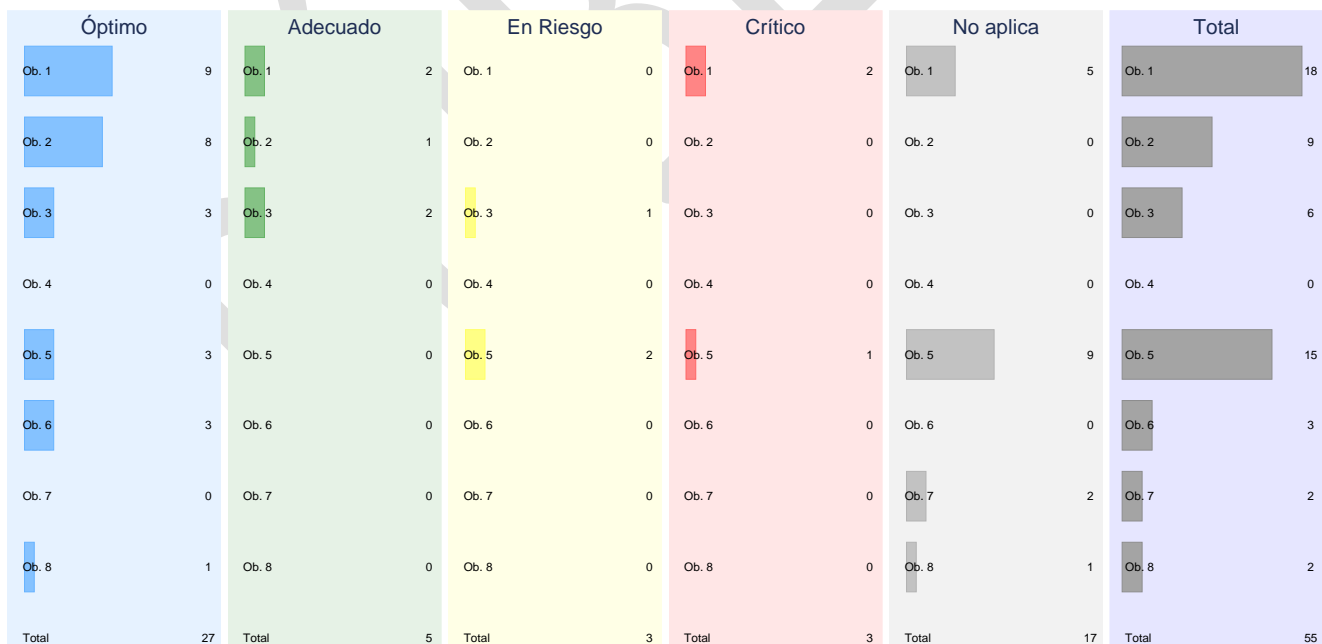 Óptimo Adecuado En Riesgo Crítico No aplica Total
Ob. 1 9 Ob. 1 2 Ob. 1 0 Ob. 1 2 Ob. 1 5 Ob. 1 18
Ob. 2 8 Ob. 2 1 Ob. 2 0 Ob. 2 0 Ob. 2 0 Ob. 2 9
Ob. 3 3 Ob. 3 2 Ob. 3 1 Ob. 3 0 Ob. 3 0 Ob. 3 6
Ob. 4 0 Ob. 4 0 Ob. 4 0 Ob. 4 0 Ob. 4 0 Ob. 4 0
Ob. 5 3 Ob. 5 0 Ob. 5 2 Ob. 5 1 Ob. 5 9 Ob. 5 15
Ob. 6 3 Ob. 6 0 Ob. 6 0 Ob. 6 0 Ob. 6 0 Ob. 6 3
Ob. 7 0 Ob. 7 0 Ob. 7 0 Ob. 7 0 Ob. 7 2 Ob. 7 2
Ob. 8 1 Ob. 8 0 Ob. 8 0 Ob. 8 0 Ob. 8 1 Ob. 8 2
Total 27 Total 5 Total 3 Total 3 Total 17 Total 55